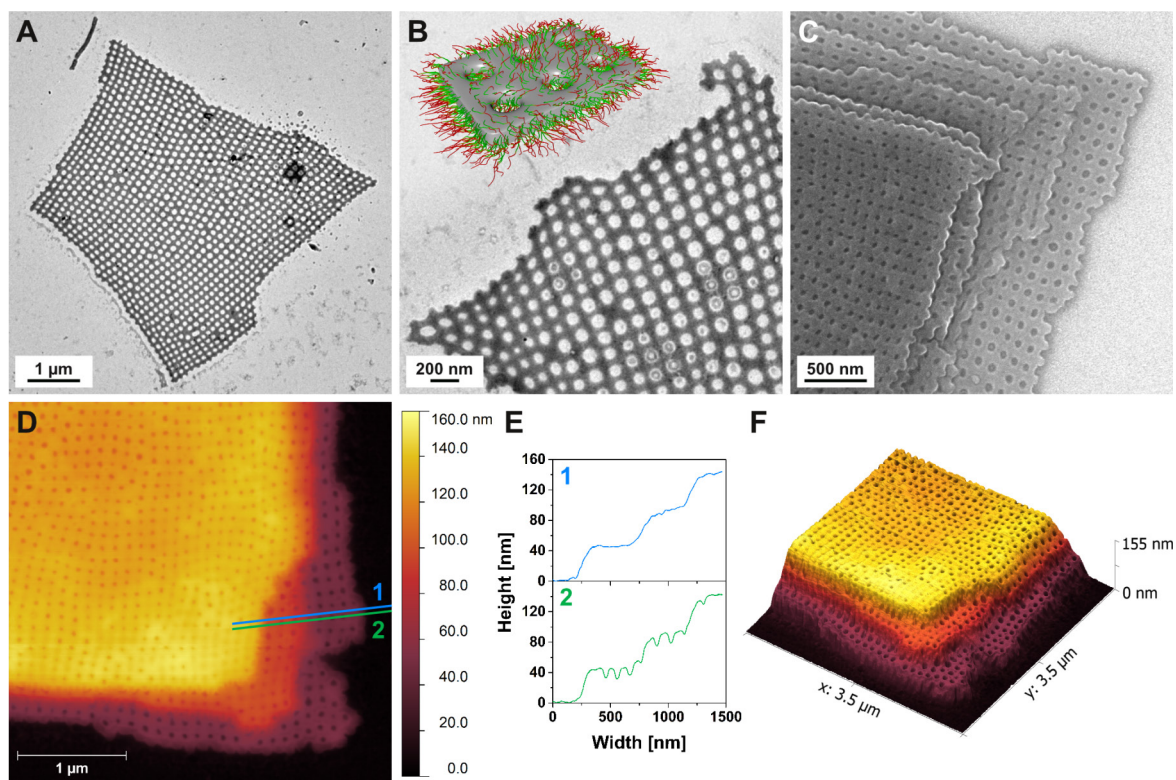 A
1 µm
B
200 nm
C
500 nm
D
1
2
1 µm
160.0 nm
140.0
120.0
100.0
80.0
60.0
40.0
20.0
0.0
E
1
160
120
80
40
0
2
120
80
40
0
0 500 1000 1500
Height [nm]
Width [nm]
F
155 nm
0 nm
x: 3.5 µm
y: 3.5 µm